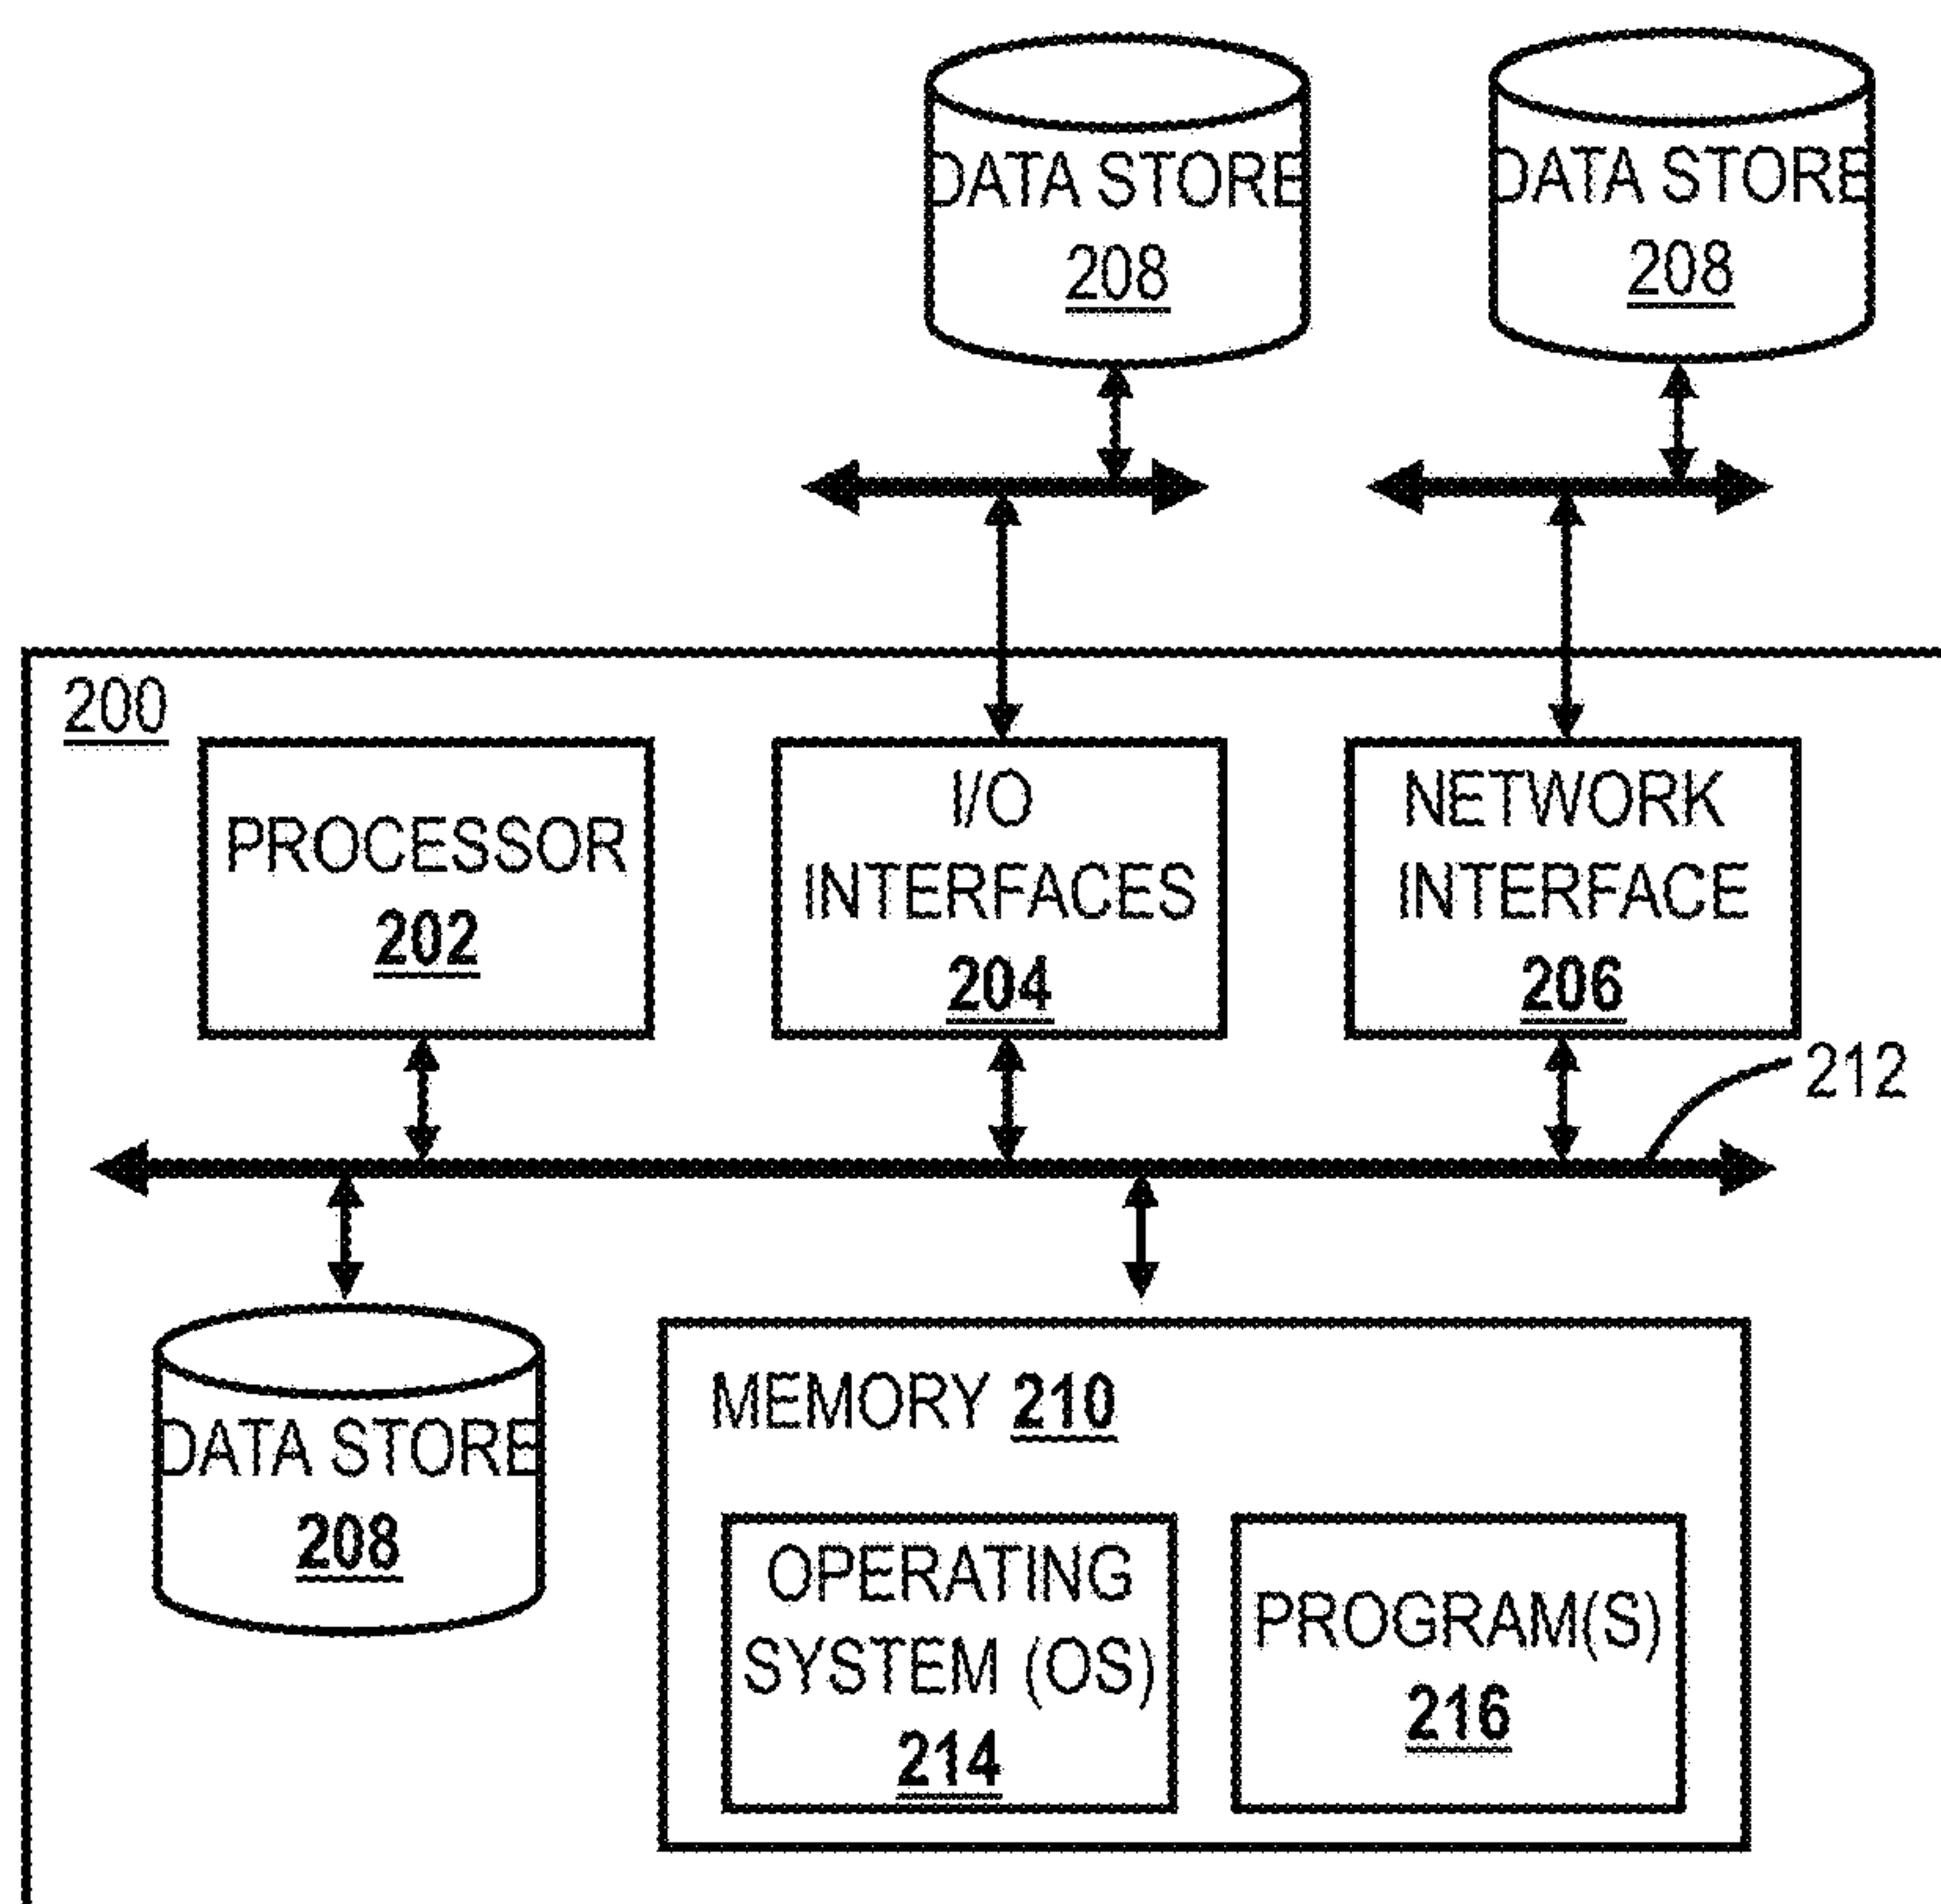 DATA STORE
208
DATA STORE
208
200
PROCESSOR
202
I/O
INTERFACES
204
NETWORK
INTERFACE
206
212
DATA STORE
208
MEMORY 210
OPERATING
SYSTEM (OS)
214
PROGRAM(S)
216